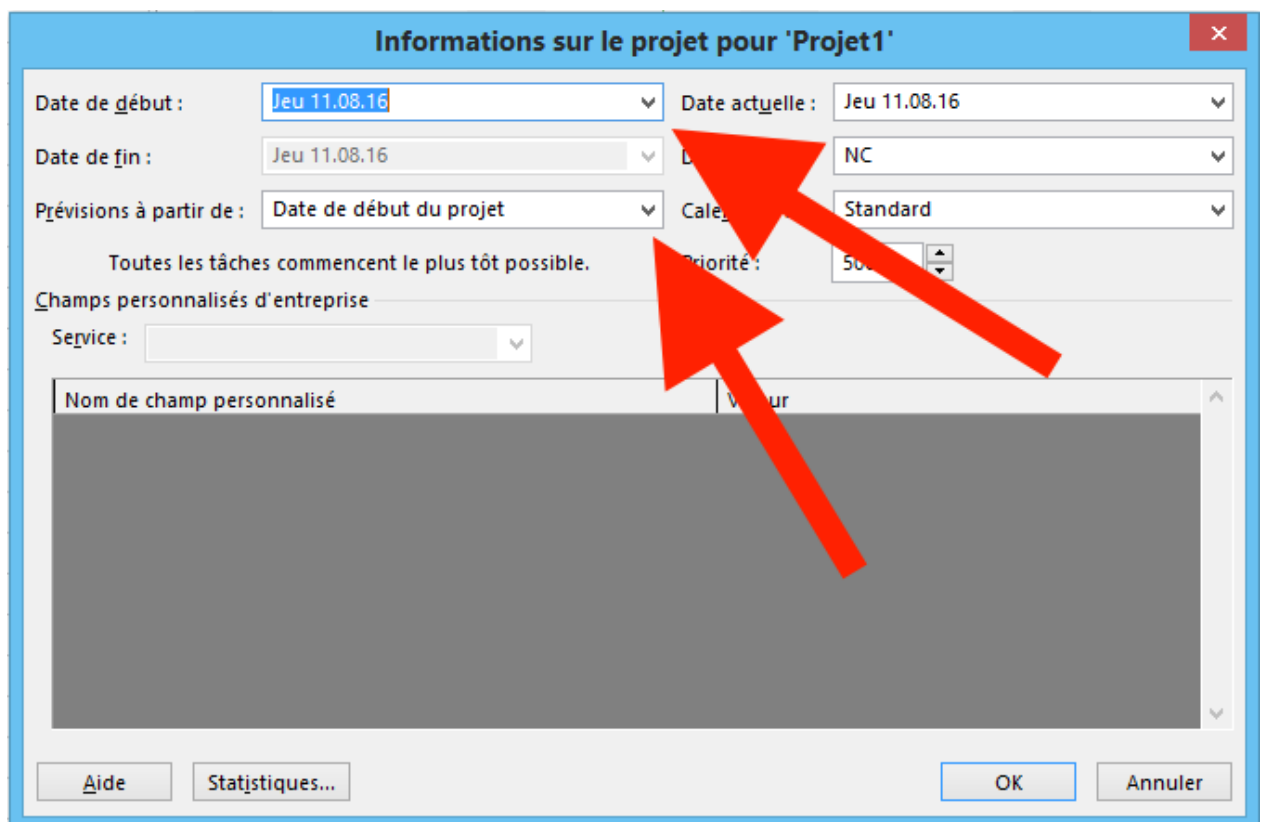 Informations sur le projet pour 'Projet1'
Date de début : Jeu 11.08.16 Date actuelle : Jeu 11.08.16
Date de fin : Jeu 11.08.16 NC
Prévisions à partir de : Date de début du projet Standard
Toutes les tâches commencent le plus tôt possible. Priorité :
Champs personnalisés d'entreprise
Service :
Nom de champ personnalisé
Aide Statistiques... OK Annuler